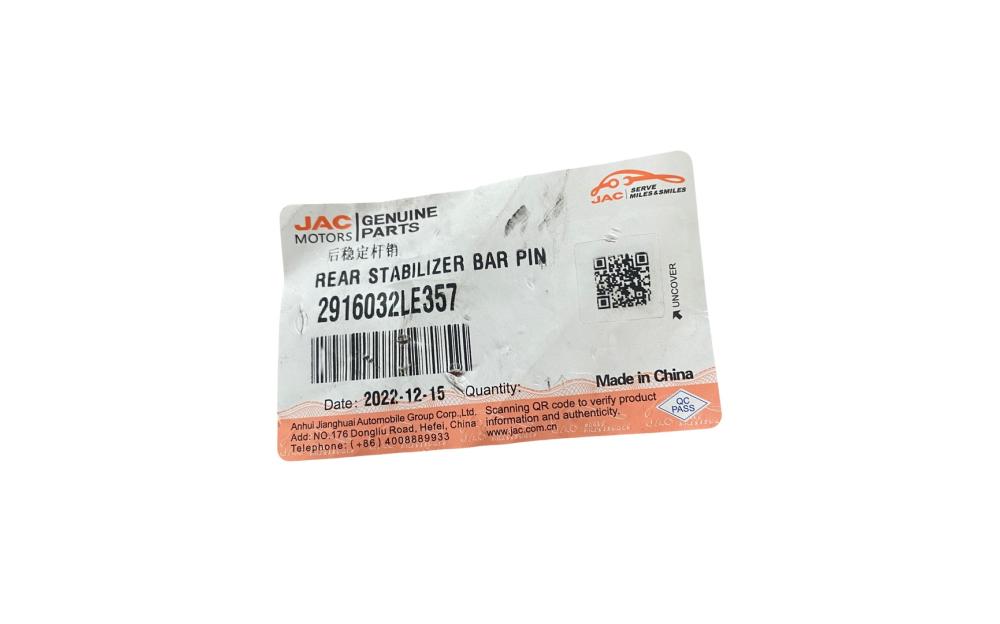 JAC MOTORS GENUINE PARTS
JAC SERVE MILES & SMILES
后稳定杆销
REAR STABILIZER BAR PIN
2916032LE357
UNCOVER
Date: 2022-12-15 Quantity:
Made in China
QC PASS
Anhui Jianghuai Automobile Group Corp.,Ltd.
Add: NO.176 Dongliu Road, Hefei, China
Telephone: (+86) 4008889933
Scanning QR code to verify product
information and authenticity.
www.jac.com.cn